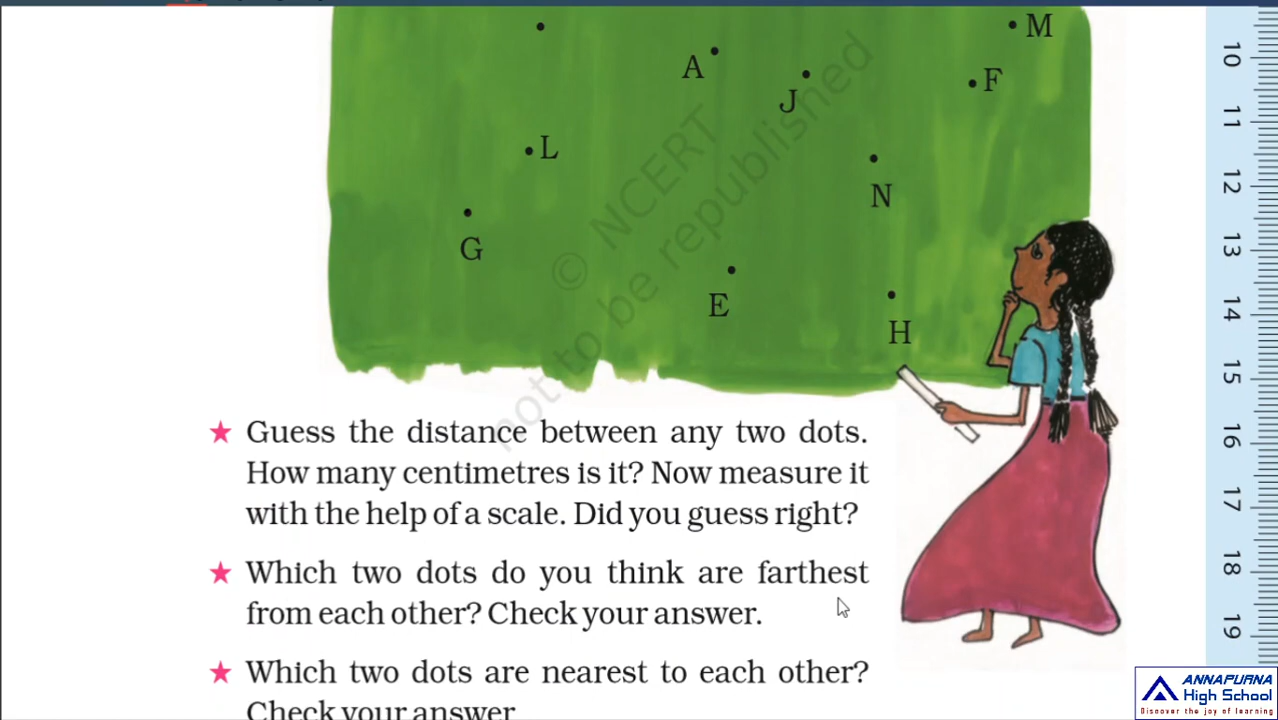 M
A
J
F
L
N
G
E
H
© NCERT
not to be republished
10
11
12
13
14
15
16
17
18
19
★ Guess the distance between any two dots.
How many centimetres is it? Now measure it
with the help of a scale. Did you guess right?
★ Which two dots do you think are farthest
from each other? Check your answer.
★ Which two dots are nearest to each other?
Check your answer
ANNAPURNA
High School
Discover the joy of learning